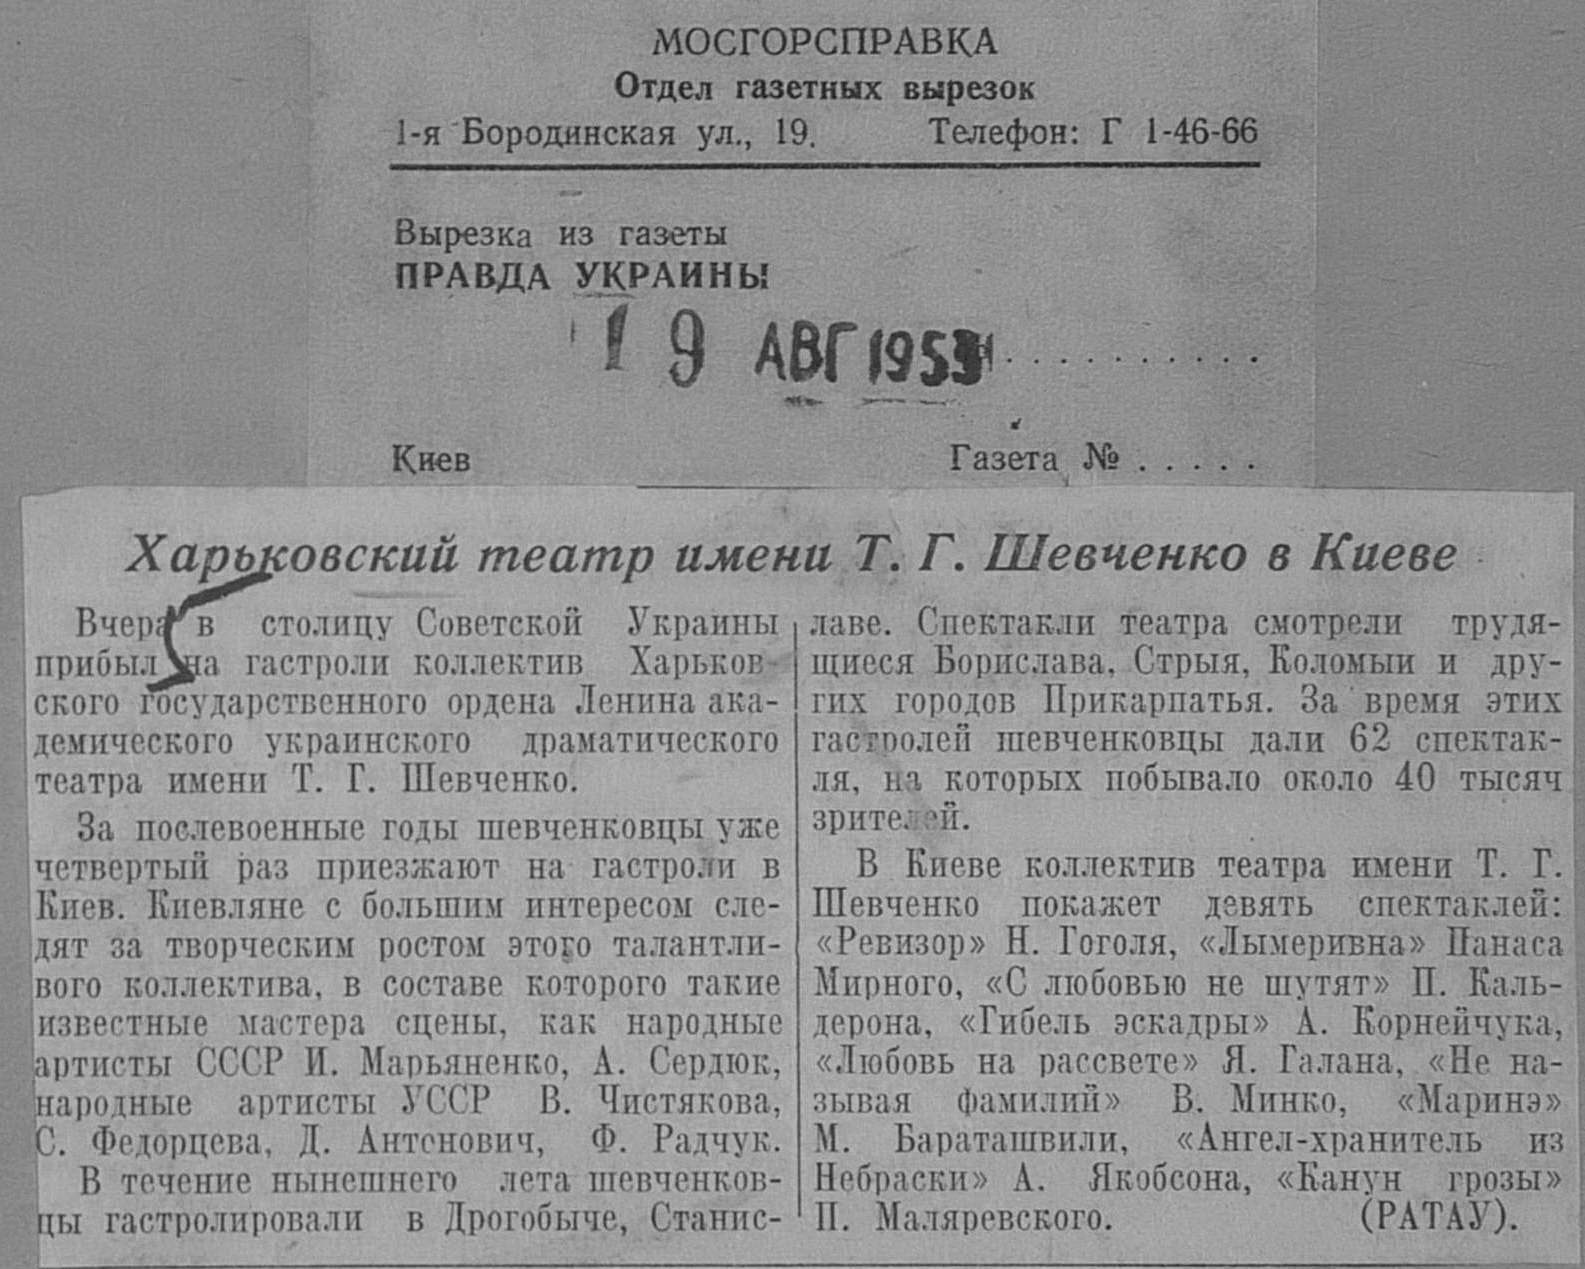 МОСГОРСПРАВКА
Отдел газетных вырезок
1-я Бородинская ул., 19. Телефон: Г 1-46-66
Вырезка из газеты
ПРАВДА УКРАИНЫ
19 АВГ 1953
Киев Газета № . . . . .
Харьковский театр имени Т. Г. Шевченко в Киеве
Вчера в столицу Советской Украины
прибыл на гастроли коллектив Харьков-
ского государственного ордена Ленина ака-
демического украинского драматического
театра имени Т. Г. Шевченко.
За послевоенные годы шевченковцы уже
четвертый раз приезжают на гастроли в
Киев. Киевляне с большим интересом сле-
дят за творческим ростом этого талантли-
вого коллектива, в составе которого такие
известные мастера сцены, как народные
артисты СССР И. Марьяненко, А. Сердюк,
народные артисты УССР В. Чистякова,
С. Федорцева, Д. Антонович, Ф. Радчук.
В течение нынешнего лета шевченков-
цы гастролировали в Дрогобыче, Станис-
лаве. Спектакли театра смотрели трудя-
щиеся Борислава, Стрыя, Коломыи и дру-
гих городов Прикарпатья. За время этих
гастролей шевченковцы дали 62 спектак-
ля, на которых побывало около 40 тысяч
зрителей.
В Киеве коллектив театра имени Т. Г.
Шевченко покажет девять спектаклей:
«Ревизор» Н. Гоголя, «Лымеривна» Панаса
Мирного, «С любовью не шутят» П. Каль-
дерона, «Гибель эскадры» А. Корнейчука,
«Любовь на рассвете» Я. Галана, «Не на-
зывая фамилий» В. Минко, «Маринэ»
М. Бараташвили, «Ангел-хранитель из
Небраски» А. Якобсона, «Канун грозы»
П. Маляревского. (РАТАУ).